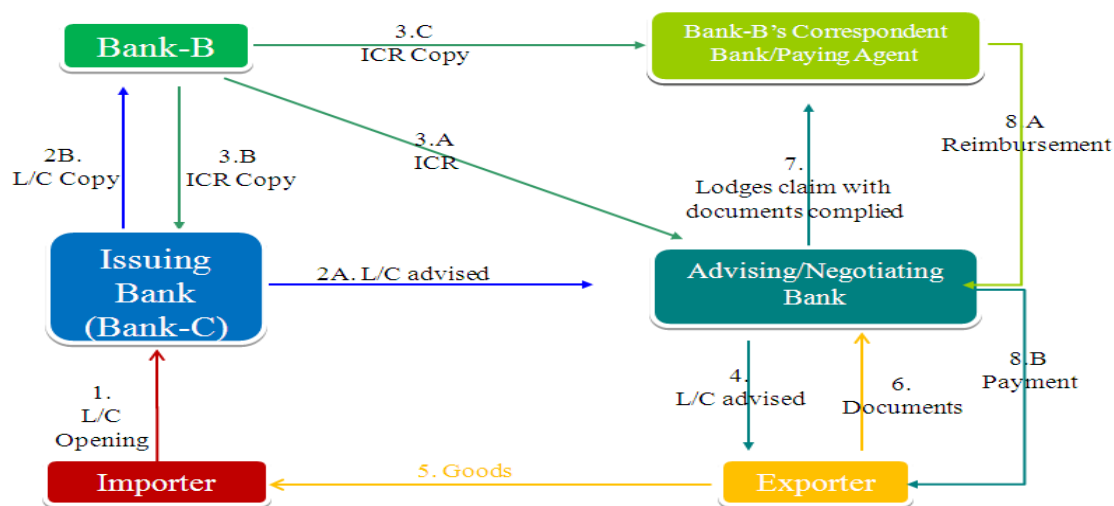 Bank-B
3.C
ICR Copy
Bank-B's Correspondent
Bank/Paying Agent
2B.
L/C Copy
3.B
ICR Copy
3.A
ICR
7.
Lodges claim with
documents complied
8.A
Reimbursement
Issuing
Bank
(Bank-C)
2A. L/C advised
Advising/Negotiating
Bank
1.
L/C
Opening
4.
L/C advised
6.
Documents
8.B
Payment
Importer
5. Goods
Exporter